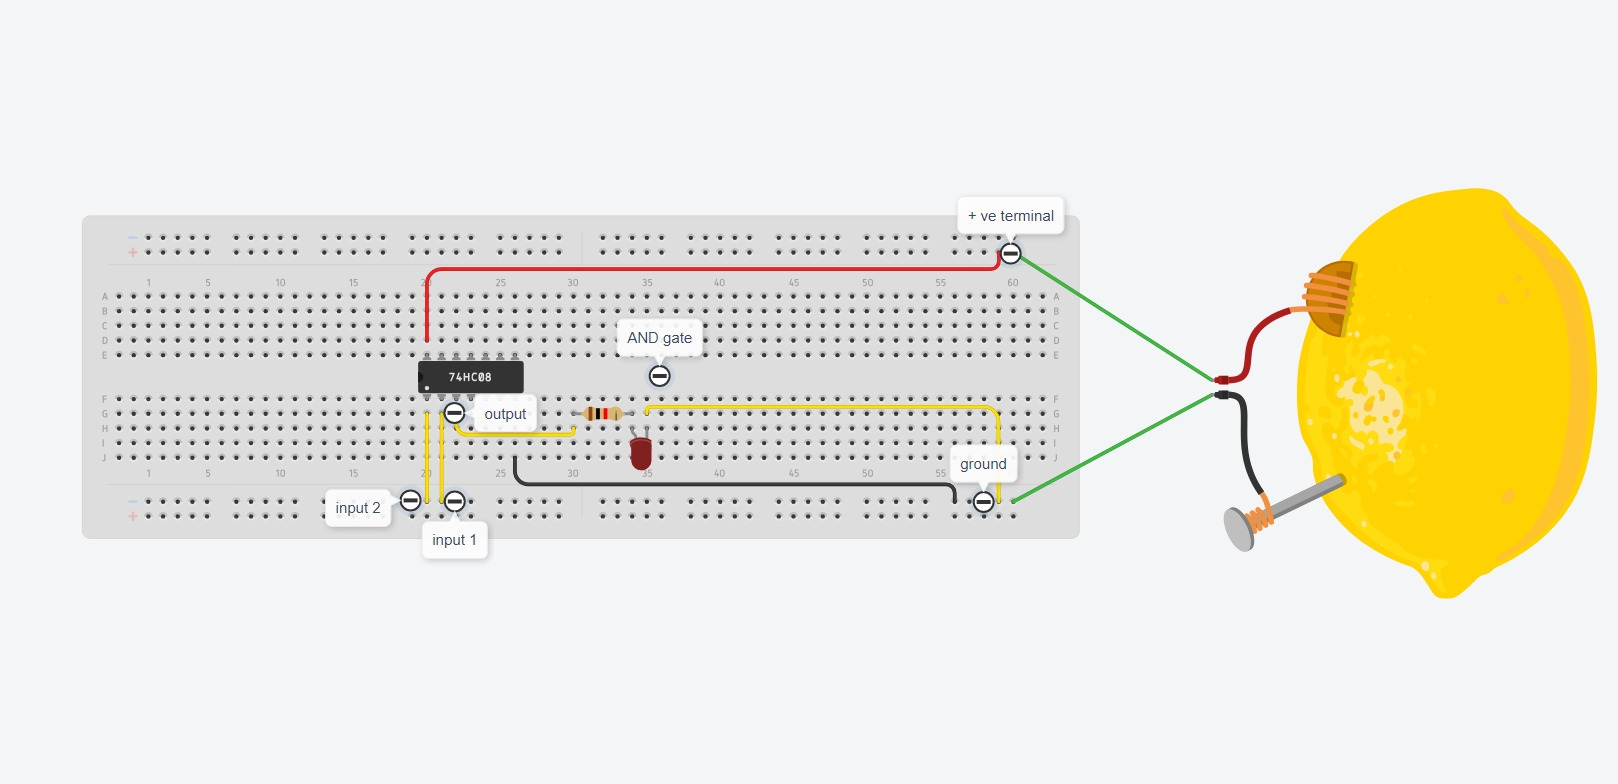 + ve terminal
− −
+ +
1 5 10 15 20 25 30 35 40 45 50 55 60
A A
B B
C C
D D
E E
AND gate
74HC08
F F
G G
H H
I I
J J
output
ground
1 5 10 15 20 25 30 35 40 45 50 55
input 2
−
+
input 1